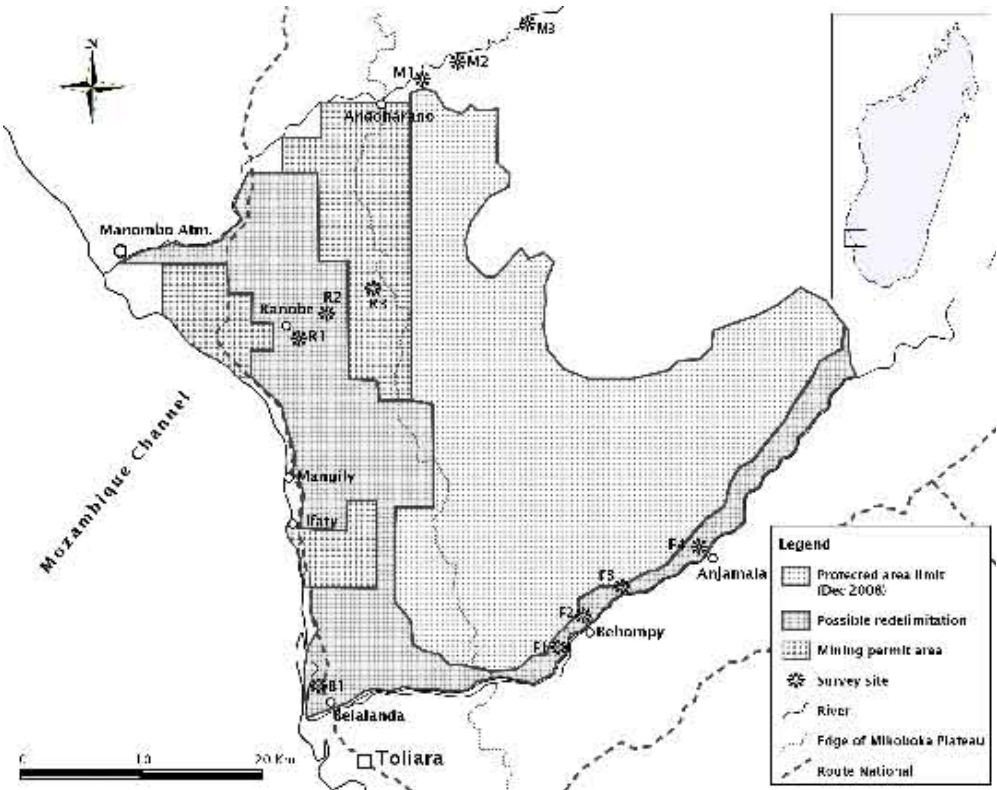 N
M3
M2
M1
Andoharano
Manombo Atm.
R2
R3
Ranobe
R1
Mozambique Channel
Mangily
Ifaty
F4
Anjamala
F3
F2
Behompy
F1
B1
Belalanda
Toliara
0 10 20 Km
Legend
Protected area limit
(Dec 2008)
Possible redelimitation
Mining permit area
Survey site
River
Edge of Mikoboka Plateau
Route National